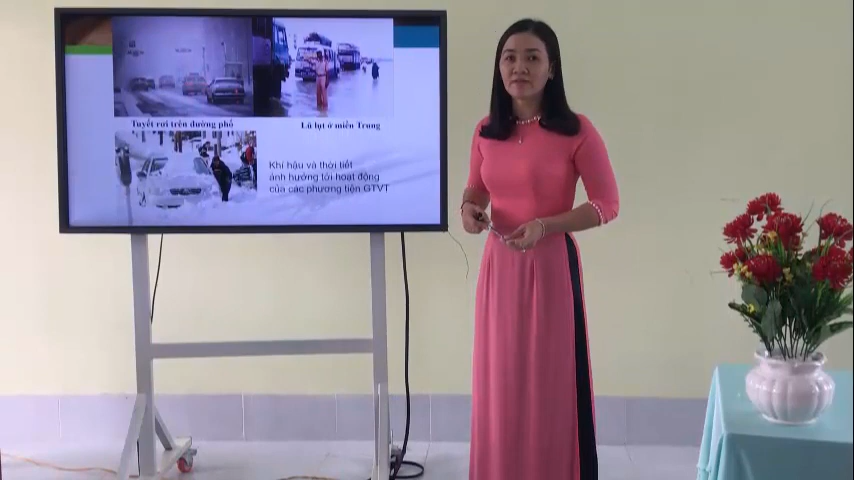 Tuyết rơi trên đường phố
Lũ lụt ở miền Trung
Khí hậu và thời tiết
ảnh hưởng tới hoạt động
của các phương tiện GTVT